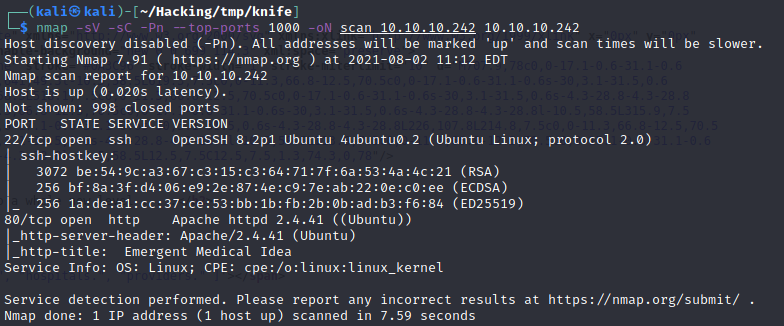 ┌──(kali㉿kali)-[~/Hacking/tmp/knife]
└─$ nmap -sV -sC -Pn --top-ports 1000 -oN scan 10.10.10.242 10.10.10.242
Host discovery disabled (-Pn). All addresses will be marked 'up' and scan times will be slower.
Starting Nmap 7.91 ( https://nmap.org ) at 2021-08-02 11:12 EDT
Nmap scan report for 10.10.10.242
Host is up (0.020s latency).
Not shown: 998 closed ports
PORT   STATE SERVICE VERSION
22/tcp open  ssh     OpenSSH 8.2p1 Ubuntu 4ubuntu0.2 (Ubuntu Linux; protocol 2.0)
| ssh-hostkey:
|   3072 be:54:9c:a3:67:c3:15:c3:64:71:7f:6a:53:4a:4c:21 (RSA)
|   256 bf:8a:3f:d4:06:e9:2e:87:4e:c9:7e:ab:22:0e:c0:ee (ECDSA)
|_  256 1a:de:a1:cc:37:ce:53:bb:1b:fb:2b:0b:ad:b3:f6:84 (ED25519)
80/tcp open  http    Apache httpd 2.4.41 ((Ubuntu))
|_http-server-header: Apache/2.4.41 (Ubuntu)
|_http-title:  Emergent Medical Idea
Service Info: OS: Linux; CPE: cpe:/o:linux:linux_kernel
Service detection performed. Please report any incorrect results at https://nmap.org/submit/ .
Nmap done: 1 IP address (1 host up) scanned in 7.59 seconds